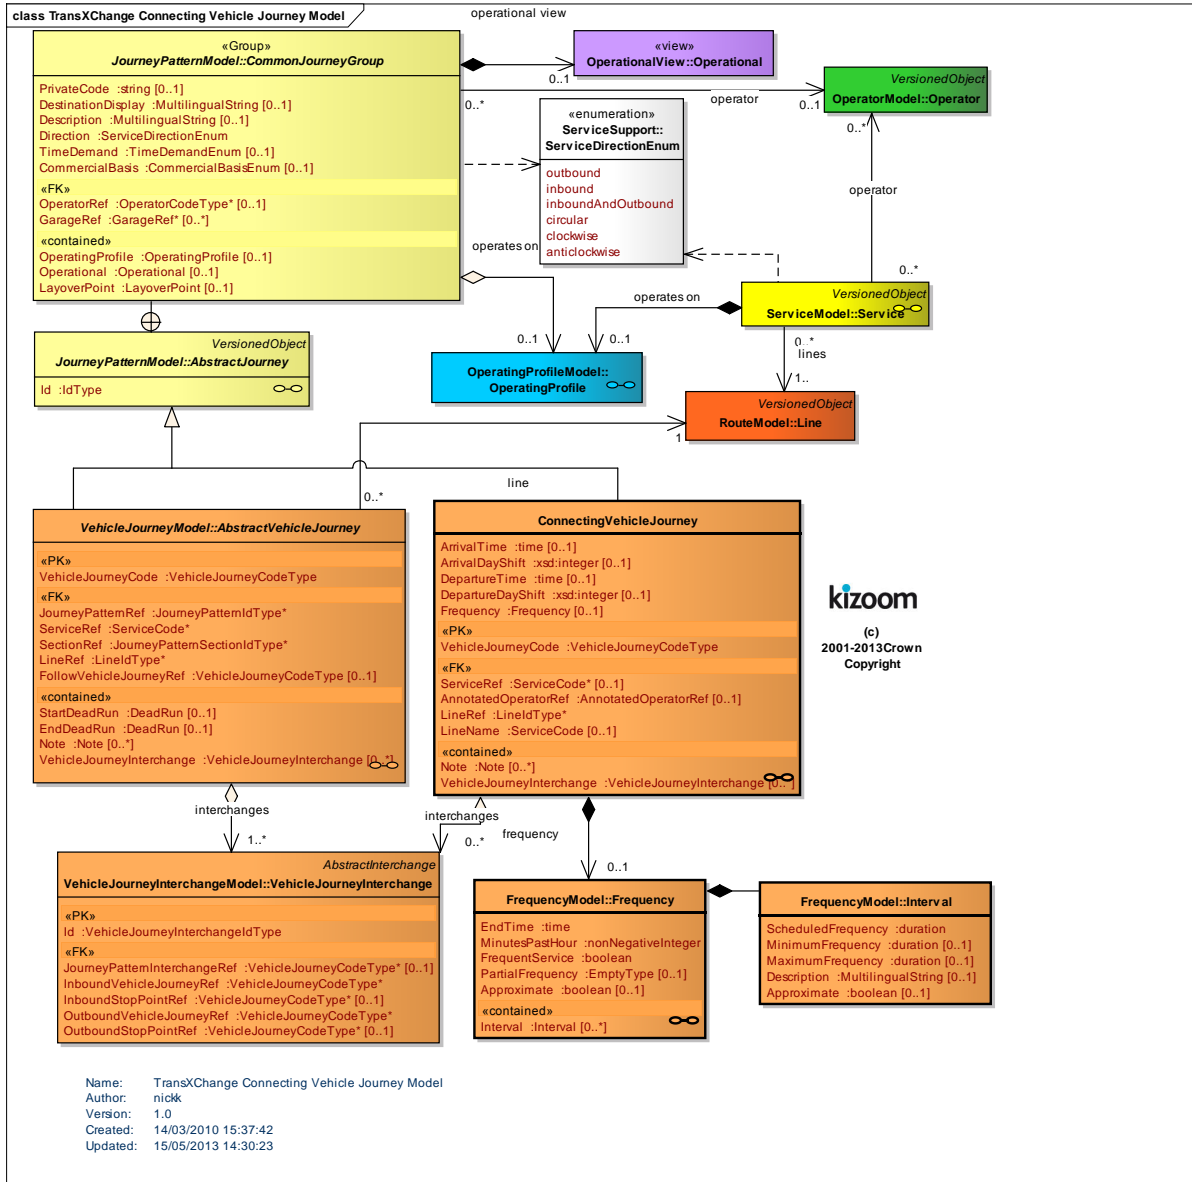 class TransXChange Connecting Vehicle Journey Model
operational view
«Group»
JourneyPatternModel::CommonJourneyGroup
PrivateCode :string [0..1]
DestinationDisplay :MultilingualString [0..1]
Description :MultilingualString [0..1]
Direction :ServiceDirectionEnum
TimeDemand :TimeDemandEnum [0..1]
CommercialBasis :CommercialBasisEnum [0..1]
«FK»
OperatorRef :OperatorCodeType* [0..1]
GarageRef :GarageRef* [0..*]
«contained»
OperatingProfile :OperatingProfile [0..1]
Operational :Operational [0..1]
LayoverPoint :LayoverPoint [0..1]
«view»
OperationalView::Operational
0..1
0..*
operator
0..1
VersionedObject
OperatorModel::Operator
0..*
operator
0..*
«enumeration»
ServiceSupport::
ServiceDirectionEnum
outbound
inbound
inboundAndOutbound
circular
clockwise
anticlockwise
operates on
operates on
VersionedObject
ServiceModel::Service
0..1
0..1
0..*
lines
1..
VersionedObject
JourneyPatternModel::AbstractJourney
Id :IdType
OperatingProfileModel::
OperatingProfile
VersionedObject
RouteModel::Line
1
line
0..*
VehicleJourneyModel::AbstractVehicleJourney
«PK»
VehicleJourneyCode :VehicleJourneyCodeType
«FK»
JourneyPatternRef :JourneyPatternIdType*
ServiceRef :ServiceCode*
SectionRef :JourneyPatternSectionIdType*
LineRef :LineIdType*
FollowVehicleJourneyRef :VehicleJourneyCodeType [0..1]
«contained»
StartDeadRun :DeadRun [0..1]
EndDeadRun :DeadRun [0..1]
Note :Note [0..*]
VehicleJourneyInterchange :VehicleJourneyInterchange [0..*]
ConnectingVehicleJourney
ArrivalTime :time [0..1]
ArrivalDayShift :xsd:integer [0..1]
DepartureTime :time [0..1]
DepartureDayShift :xsd:integer [0..1]
Frequency :Frequency [0..1]
«PK»
VehicleJourneyCode :VehicleJourneyCodeType
«FK»
ServiceRef :ServiceCode* [0..1]
AnnotatedOperatorRef :AnnotatedOperatorRef [0..1]
LineRef :LineIdType*
LineName :ServiceCode [0..1]
«contained»
Note :Note [0..*]
VehicleJourneyInterchange :VehicleJourneyInterchange [0..*]
kizoom
(c)
2001-2013Crown
Copyright
interchanges
1..*
interchanges
0..*
frequency
0..1
AbstractInterchange
VehicleJourneyInterchangeModel::VehicleJourneyInterchange
«PK»
Id :VehicleJourneyInterchangeIdType
«FK»
JourneyPatternInterchangeRef :VehicleJourneyCodeType* [0..1]
InboundVehicleJourneyRef :VehicleJourneyCodeType*
InboundStopPointRef :VehicleJourneyCodeType* [0..1]
OutboundVehicleJourneyRef :VehicleJourneyCodeType*
OutboundStopPointRef :VehicleJourneyCodeType* [0..1]
FrequencyModel::Frequency
EndTime :time
MinutesPastHour :nonNegativeInteger
FrequentService :boolean
PartialFrequency :EmptyType [0..1]
Approximate :boolean [0..1]
«contained»
Interval :Interval [0..*]
FrequencyModel::Interval
ScheduledFrequency :duration
MinimumFrequency :duration [0..1]
MaximumFrequency :duration [0..1]
Description :MultilingualString [0..1]
Approximate :boolean [0..1]
Name: TransXChange Connecting Vehicle Journey Model
Author: nickk
Version: 1.0
Created: 14/03/2010 15:37:42
Updated: 15/05/2013 14:30:23